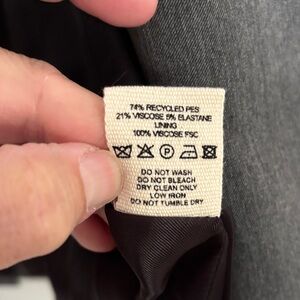 74% RECYCLED PES
21% VISCOSE 5% ELASTANE
LINING
100% VISCOSE FSC
P
DO NOT WASH
DO NOT BLEACH
DRY CLEAN ONLY
LOW IRON
DO NOT TUMBLE DRY